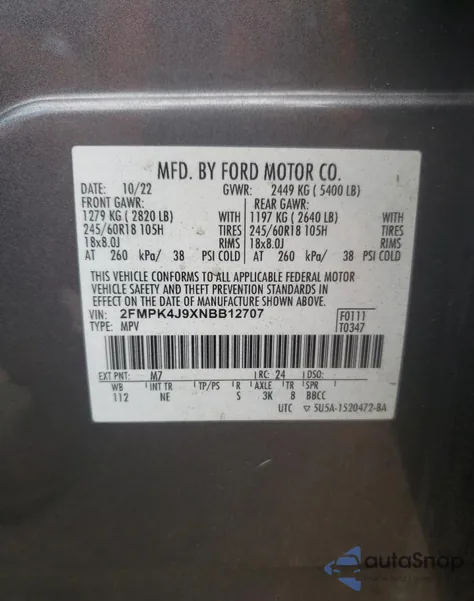 MFD. BY FORD MOTOR CO.
DATE: 10/22 GVWR: 2449 KG ( 5400 LB)
FRONT GAWR: REAR GAWR:
1279 KG ( 2820 LB) WITH 1197 KG ( 2640 LB) WITH
245/60R18 105H TIRES 245/60R18 105H TIRES
18x8.0J RIMS 18x8.0J RIMS
AT 260 kPa/ 38 PSI COLD AT 260 kPa/ 38 PSI COLD
THIS VEHICLE CONFORMS TO ALL APPLICABLE FEDERAL MOTOR
VEHICLE SAFETY AND THEFT PREVENTION STANDARDS IN
EFFECT ON THE DATE OF MANUFACTURE SHOWN ABOVE.
VIN: 2FMPK4J9XNBB12707 F0111
TYPE: MPV T0347
EXT PNT: M7 RC: 24 DSO:
WB INT TR TP/PS R AXLE TR SPR
112 NE S 3K 8 BBCC
UTC ▽ 5U5A-1520472-BA
autoSnap